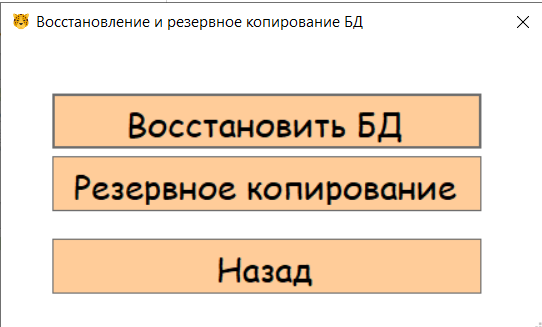 Восстановление и резервное копирование БД
Восстановить БД
Резервное копирование
Назад